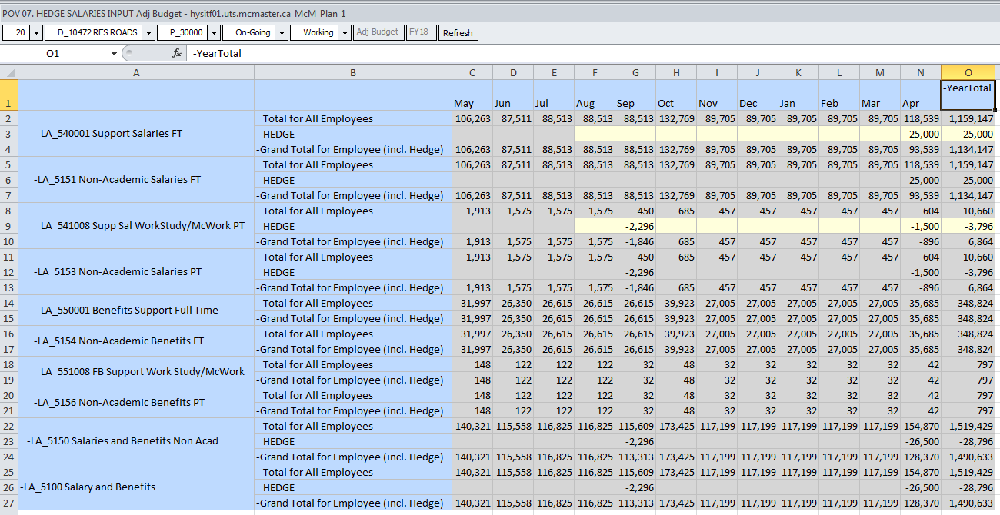 POV 07. HEDGE SALARIES INPUT Adj Budget - hysitf01.uts.mcmaster.ca_McM_Plan_1
20 D_10472 RES ROADS P_30000 On-Going Working Adj-Budget FY18 Refresh
O1 fx -YearTotal
A B C D E F G H I J K L M N O
1 May Jun Jul Aug Sep Oct Nov Dec Jan Feb Mar Apr -YearTotal
2 Total for All Employees 106,263 87,511 88,513 88,513 88,513 132,769 89,705 89,705 89,705 89,705 89,705 118,539 1,159,147
3 LA_540001 Support Salaries FT HEDGE -25,000 -25,000
4 -Grand Total for Employee (incl. Hedge) 106,263 87,511 88,513 88,513 88,513 132,769 89,705 89,705 89,705 89,705 89,705 93,539 1,134,147
5 Total for All Employees 106,263 87,511 88,513 88,513 88,513 132,769 89,705 89,705 89,705 89,705 89,705 118,539 1,159,147
6 -LA_5151 Non-Academic Salaries FT HEDGE -25,000 -25,000
7 -Grand Total for Employee (incl. Hedge) 106,263 87,511 88,513 88,513 88,513 132,769 89,705 89,705 89,705 89,705 89,705 93,539 1,134,147
8 Total for All Employees 1,913 1,575 1,575 1,575 450 685 457 457 457 457 457 604 10,660
9 LA_541008 Supp Sal WorkStudy/McWork PT HEDGE -2,296 -1,500 -3,796
10 -Grand Total for Employee (incl. Hedge) 1,913 1,575 1,575 1,575 -1,846 685 457 457 457 457 457 -896 6,864
11 Total for All Employees 1,913 1,575 1,575 1,575 450 685 457 457 457 457 457 604 10,660
12 -LA_5153 Non-Academic Salaries PT HEDGE -2,296 -1,500 -3,796
13 -Grand Total for Employee (incl. Hedge) 1,913 1,575 1,575 1,575 -1,846 685 457 457 457 457 457 -896 6,864
14 LA_550001 Benefits Support Full Time Total for All Employees 31,997 26,350 26,615 26,615 26,615 39,923 27,005 27,005 27,005 27,005 27,005 35,685 348,824
15 -Grand Total for Employee (incl. Hedge) 31,997 26,350 26,615 26,615 26,615 39,923 27,005 27,005 27,005 27,005 27,005 35,685 348,824
16 -LA_5154 Non-Academic Benefits FT Total for All Employees 31,997 26,350 26,615 26,615 26,615 39,923 27,005 27,005 27,005 27,005 27,005 35,685 348,824
17 -Grand Total for Employee (incl. Hedge) 31,997 26,350 26,615 26,615 26,615 39,923 27,005 27,005 27,005 27,005 27,005 35,685 348,824
18 LA_551008 FB Support Work Study/McWork Total for All Employees 148 122 122 122 32 48 32 32 32 32 32 42 797
19 -Grand Total for Employee (incl. Hedge) 148 122 122 122 32 48 32 32 32 32 32 42 797
20 -LA_5156 Non-Academic Benefits PT Total for All Employees 148 122 122 122 32 48 32 32 32 32 32 42 797
21 -Grand Total for Employee (incl. Hedge) 148 122 122 122 32 48 32 32 32 32 32 42 797
22 Total for All Employees 140,321 115,558 116,825 116,825 115,609 173,425 117,199 117,199 117,199 117,199 117,199 154,870 1,519,429
23 -LA_5150 Salaries and Benefits Non Acad HEDGE -2,296 -26,500 -28,796
24 -Grand Total for Employee (incl. Hedge) 140,321 115,558 116,825 116,825 113,313 173,425 117,199 117,199 117,199 117,199 117,199 128,370 1,490,633
25 Total for All Employees 140,321 115,558 116,825 116,825 115,609 173,425 117,199 117,199 117,199 117,199 117,199 154,870 1,519,429
26 -LA_5100 Salary and Benefits HEDGE -2,296 -26,500 -28,796
27 -Grand Total for Employee (incl. Hedge) 140,321 115,558 116,825 116,825 113,313 173,425 117,199 117,199 117,199 117,199 117,199 128,370 1,490,633